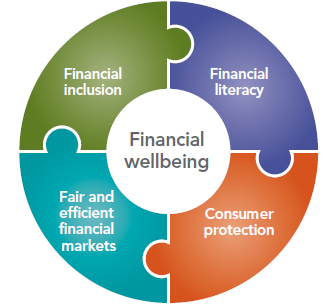 Financial
inclusion
Financial
literacy
Financial
wellbeing
Fair and
efficient
financial
markets
Consumer
protection